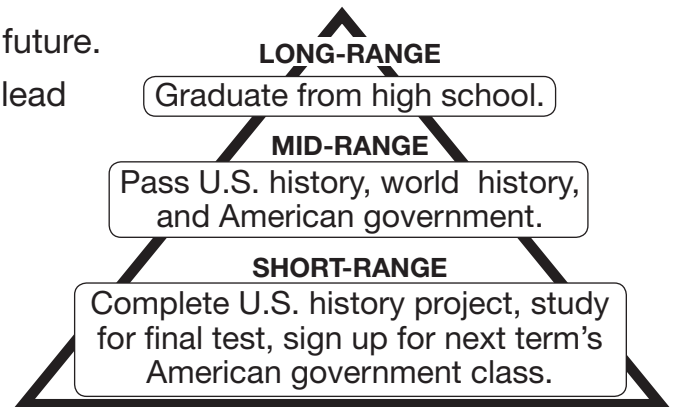 future.
lead
LONG-RANGE
Graduate from high school.
MID-RANGE
Pass U.S. history, world history,
and American government.
SHORT-RANGE
Complete U.S. history project, study
for final test, sign up for next term's
American government class.